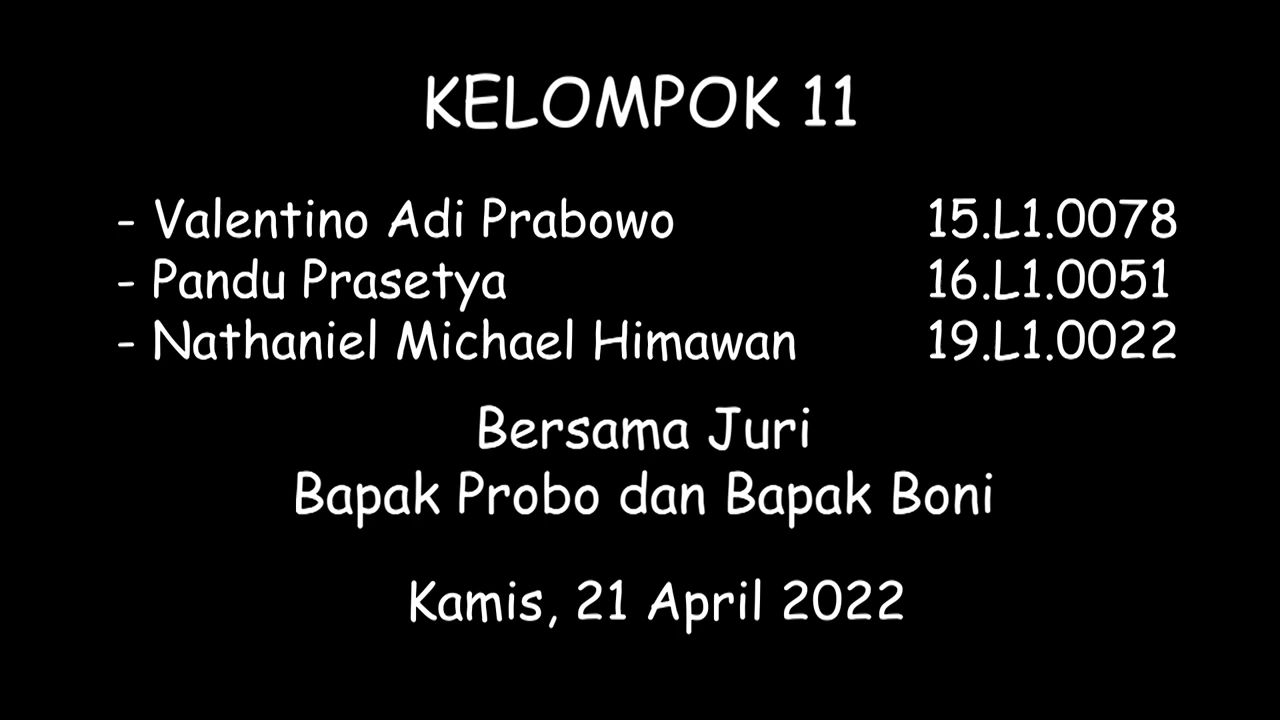 KELOMPOK 11
- Valentino Adi Prabowo 15.L1.0078
- Pandu Prasetya 16.L1.0051
- Nathaniel Michael Himawan 19.L1.0022
Bersama Juri
Bapak Probo dan Bapak Boni
Kamis, 21 April 2022